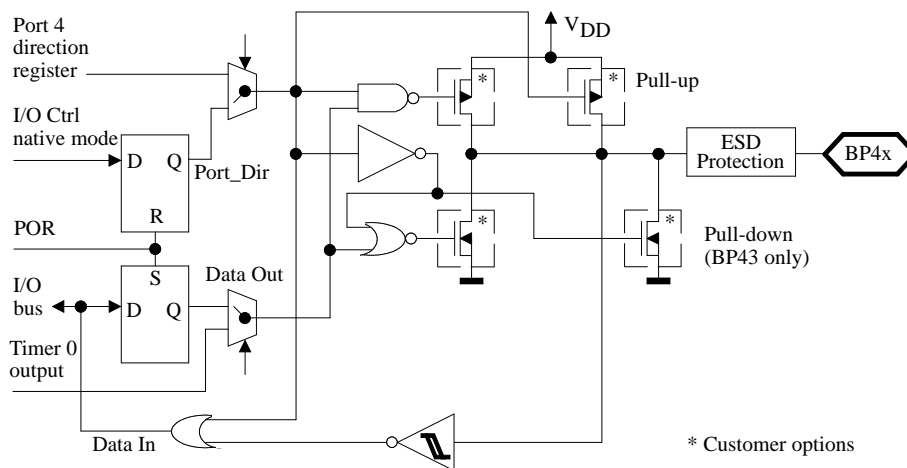 Port 4
direction
register
VDD
*
*
Pull-up
I/O Ctrl
native mode
D
Q
Port_Dir
R
ESD
Protection
BP4x
POR
*
*
Pull-down
(BP43 only)
S
I/O
bus
D
Q
Data Out
Timer 0
output
Data In
* Customer options